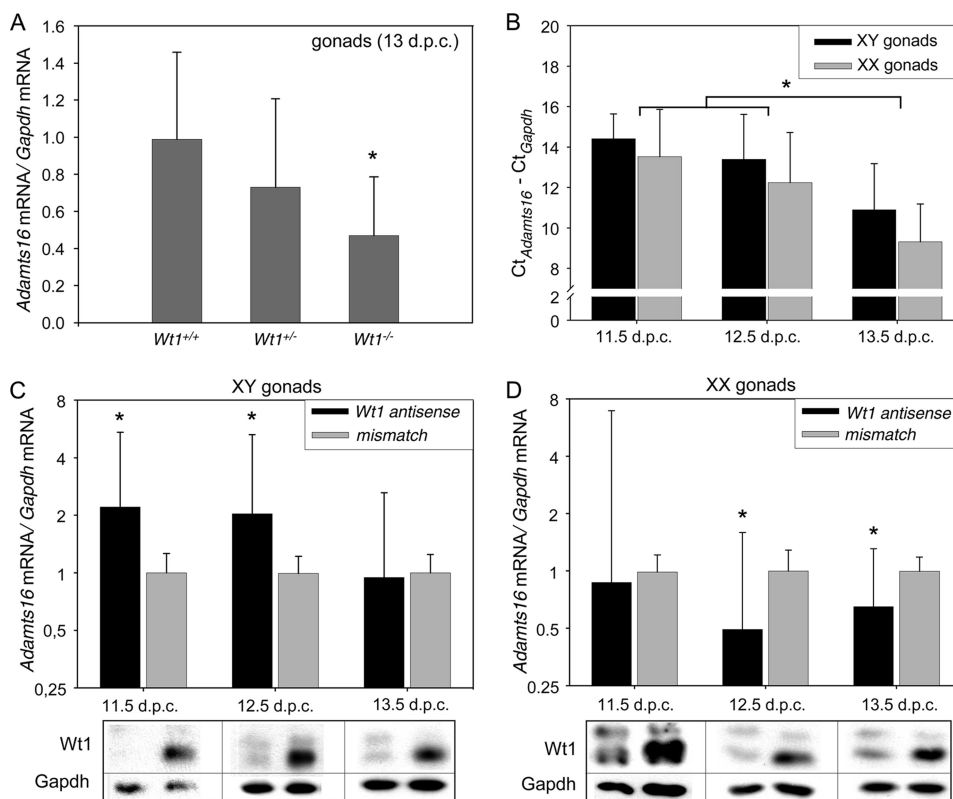 A
gonads (13 d.p.c.)
Adamts16 mRNA/ Gapdh mRNA
1.6
1.4
1.2
1.0
0.8
0.6
0.4
0.2
0.0
*
Wt1+/+ Wt1+/- Wt1-/-
B
XY gonads
XX gonads
CtAdamts16 - CtGapdh
20
18
16
14
12
10
8
2
0
*
11.5 d.p.c. 12.5 d.p.c. 13.5 d.p.c.
C
XY gonads
Wt1 antisense
mismatch
Adamts16 mRNA/ Gapdh mRNA
8
4
2
1
0,5
0,25
* *
11.5 d.p.c. 12.5 d.p.c. 13.5 d.p.c.
Wt1
Gapdh
D
XX gonads
Wt1 antisense
mismatch
Adamts16 mRNA/ Gapdh mRNA
8
4
2
1
0.5
0.25
* *
11.5 d.p.c. 12.5 d.p.c. 13.5 d.p.c.
Wt1
Gapdh